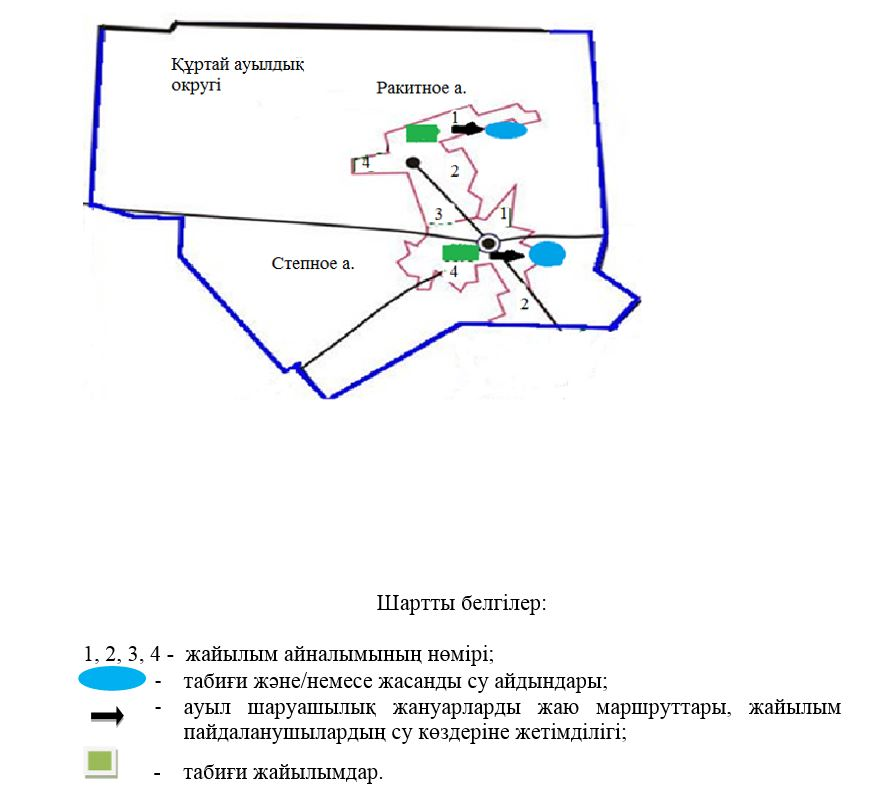 Құртай ауылдық
округі
Ракитное а.
1
4
2
3
1
Степное а.
4
2
Шартты белгілер:
1, 2, 3, 4 - жайылым айналымының нөмірі;
- табиғи және/немесе жасанды су айдындары;
- ауыл шаруашылық жануарларды жаю маршруттары, жайылым
пайдаланушылардың су көздеріне жетімділігі;
- табиғи жайылымдар.